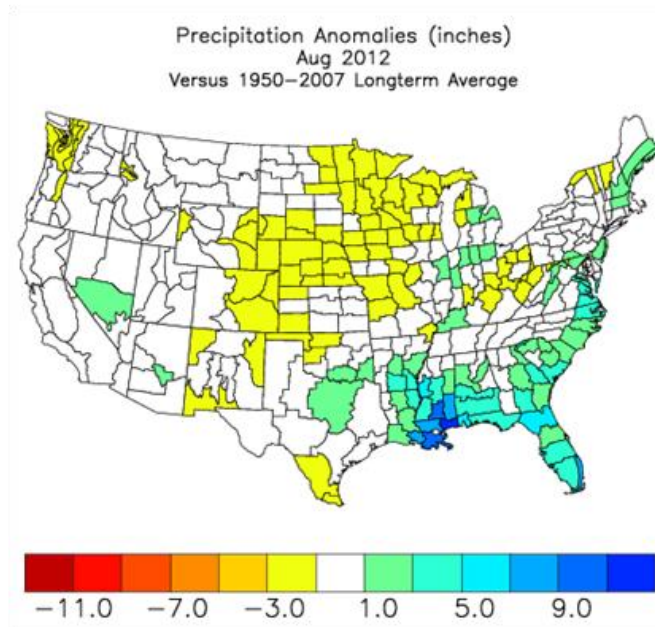 Precipitation Anomalies (inches)
Aug 2012
Versus 1950−2007 Longterm Average
−11.0 −7.0 −3.0 1.0 5.0 9.0